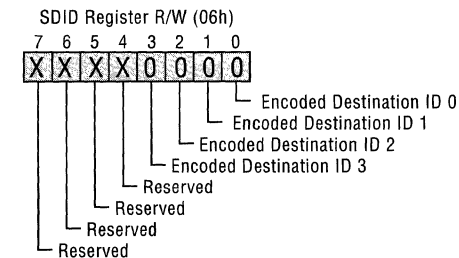 SDID Register R/W (06h)
7 6 5 4 3 2 1 0
X X X X 0 0 0 0
Encoded Destination ID 0
Encoded Destination ID 1
Encoded Destination ID 2
Encoded Destination ID 3
Reserved
Reserved
Reserved
Reserved